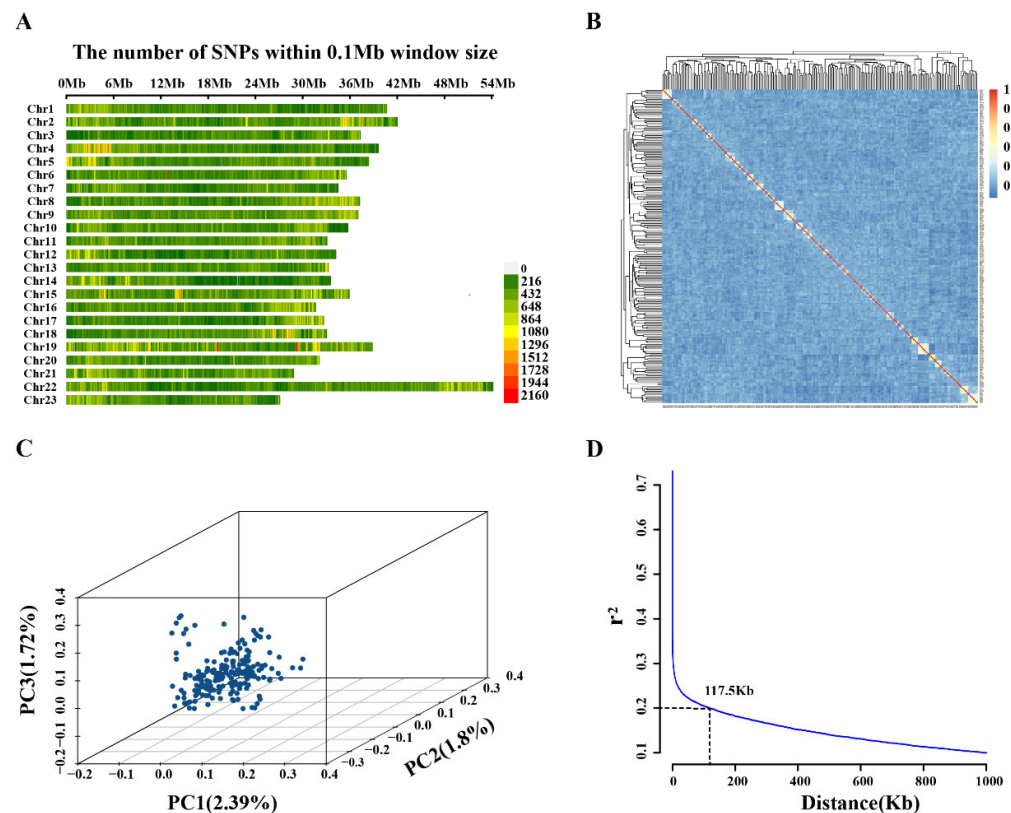 A
The number of SNPs within 0.1Mb window size
0Mb 6Mb 12Mb 18Mb 24Mb 30Mb 36Mb 42Mb 48Mb 54Mb
Chr1
Chr2
Chr3
Chr4
Chr5
Chr6
Chr7
Chr8
Chr9
Chr10
Chr11
Chr12
Chr13
Chr14
Chr15
Chr16
Chr17
Chr18
Chr19
Chr20
Chr21
Chr22
Chr23
0
216
432
648
864
1080
1296
1512
1728
1944
2160
B
1
0
0
0
0
0
C
PC3(1.72%)
0.4
0.3
0.2
0.1
0.0
−0.1
−0.2
−0.2 −0.1 0.0 0.1 0.2 0.3 0.4
PC1(2.39%)
−0.3
−0.2
−0.1
0.0
0.1
0.2
0.3
0.4
PC2(1.8%)
D
r²
0.7
0.6
0.5
0.4
0.3
0.2
0.1
117.5Kb
0 200 400 600 800 1000
Distance(Kb)